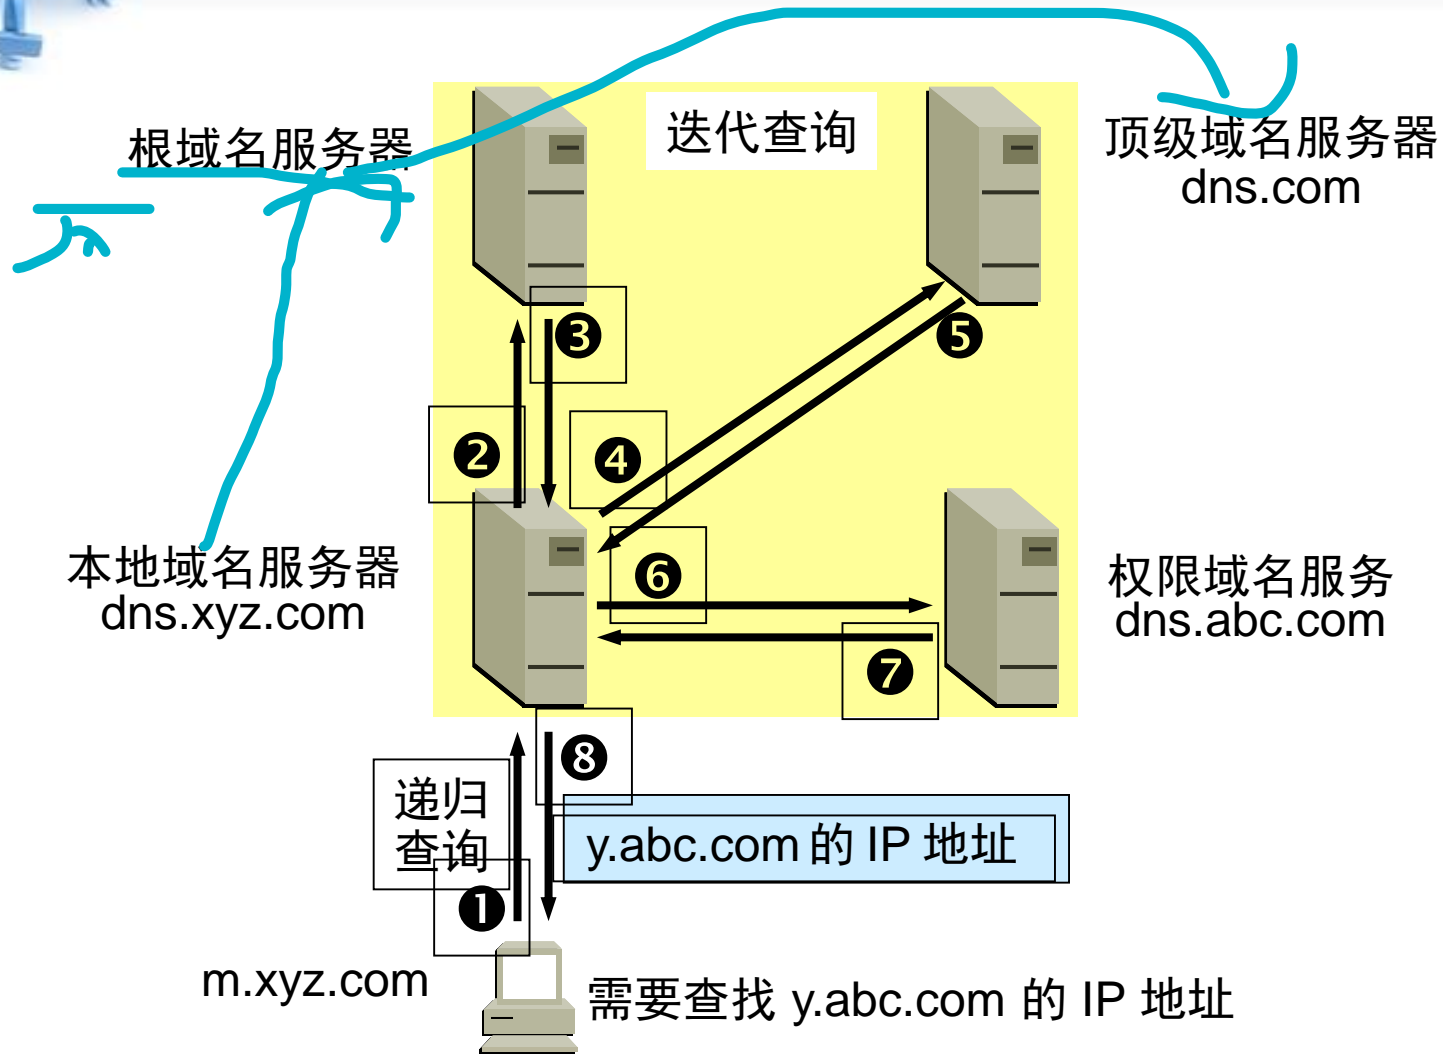 迭代查询
根域名服务器
顶级域名服务器
dns.com
❸
❺
❷
❹
本地域名服务器
dns.xyz.com
❻
权限域名服务
dns.abc.com
❼
❽
递归
查询
y.abc.com 的 IP 地址
❶
m.xyz.com
需要查找 y.abc.com 的 IP 地址